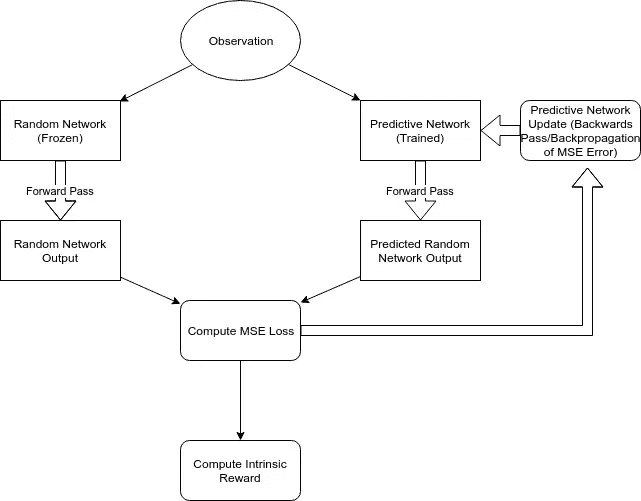 Observation
Random Network
(Frozen)
Predictive Network
(Trained)
Predictive Network
Update (Backwards
Pass/Backpropagation
of MSE Error)
Forward Pass
Forward Pass
Random Network
Output
Predicted Random
Network Output
Compute MSE Loss
Compute Intrinsic
Reward